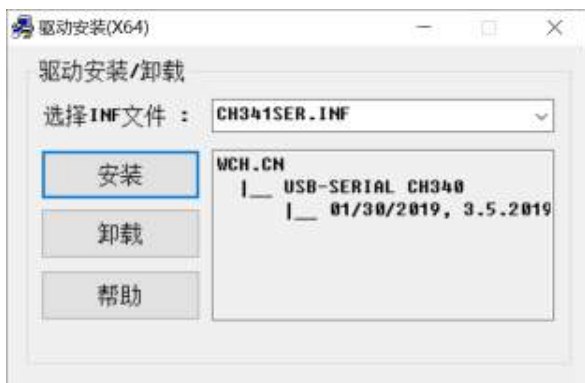 驱动安装(X64)
驱动安装/卸载
选择INF文件 :
CH341SER.INF
安装
WCH.CN
|__ USB-SERIAL CH340
|__ 01/30/2019, 3.5.2019
卸载
帮助